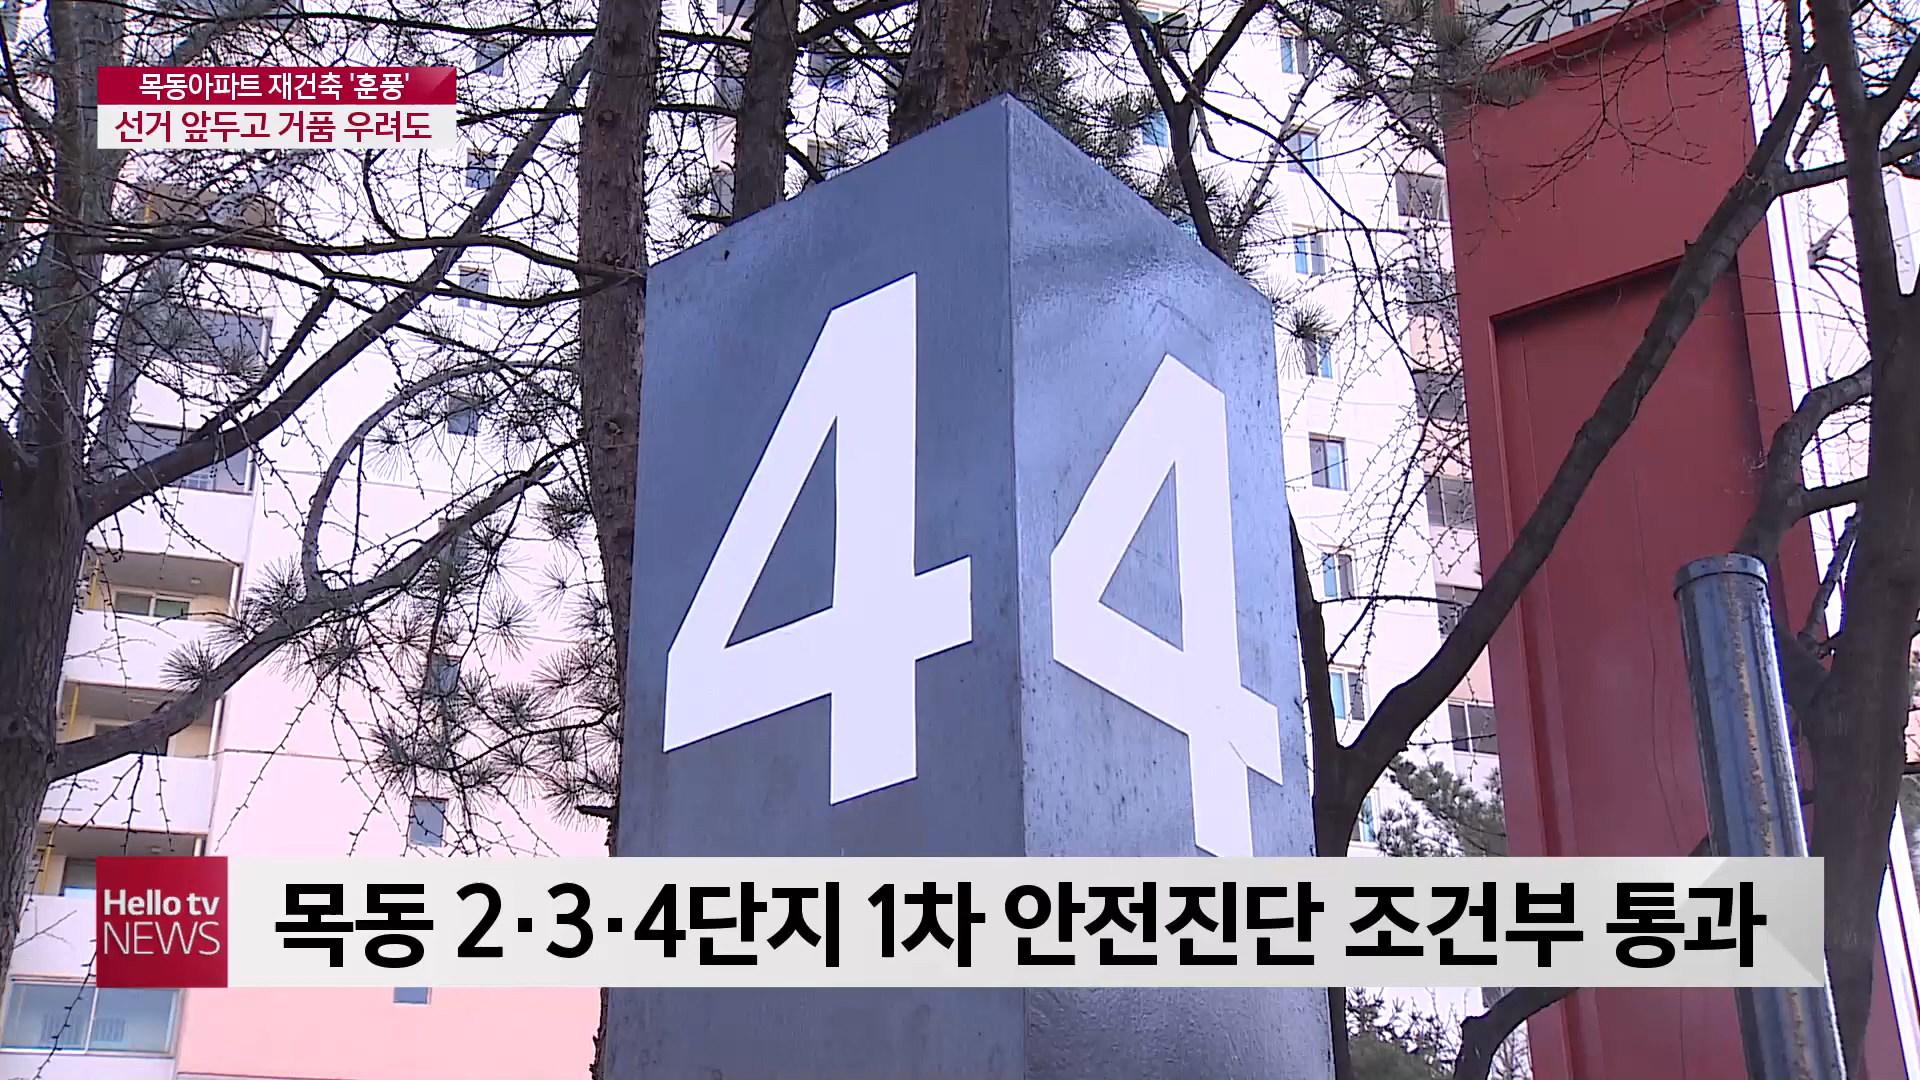 목동아파트 재건축 '훈풍'
선거 앞두고 거품 우려도
4 4
Hello tv
NEWS
목동 2·3·4단지 1차 안전진단 조건부 통과